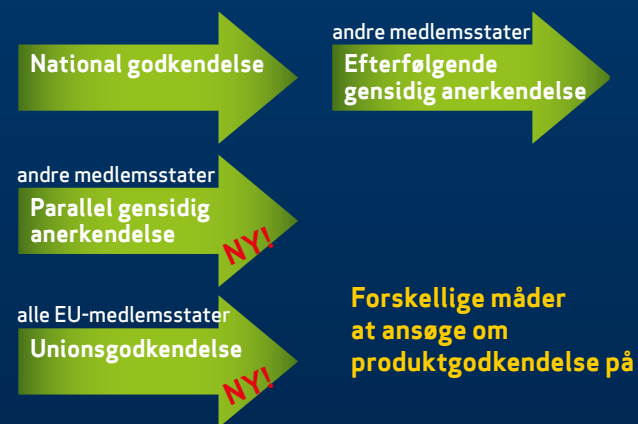 National godkendelse
andre medlemsstater
Efterfølgende
gensidig anerkendelse
andre medlemsstater
Parallel gensidig
anerkendelse
NY!
alle EU-medlemsstater
Unionsgodkendelse
NY!
Forskellige måder
at ansøge om
produktgodkendelse på